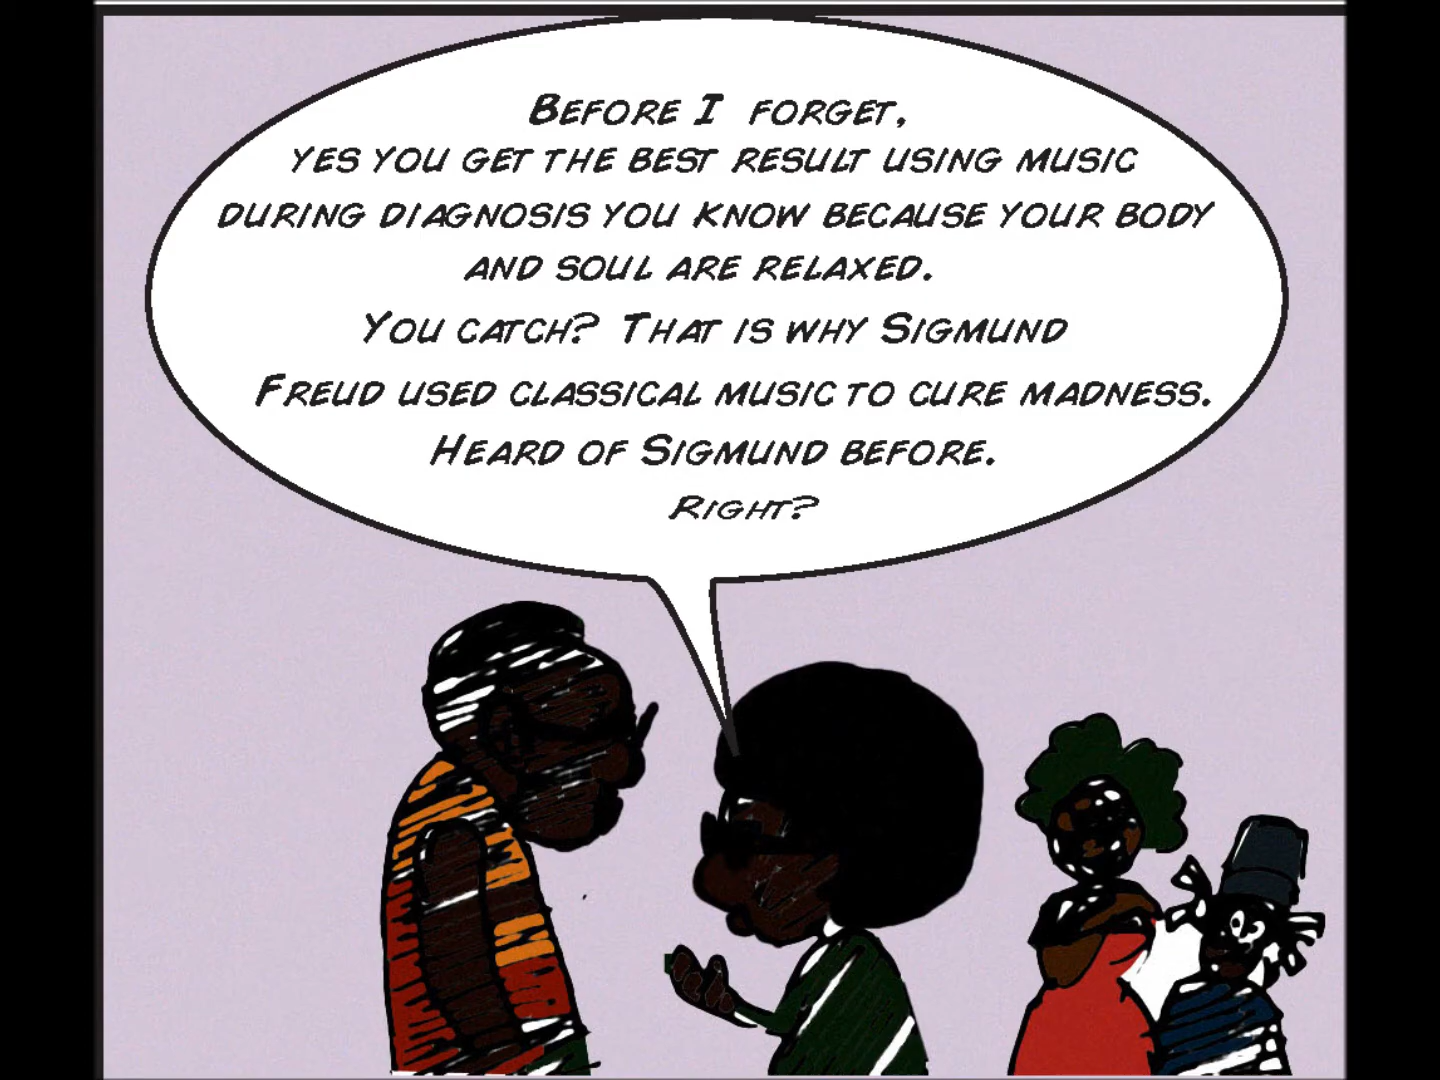 Before I forget,
yes you get the best result using music
during diagnosis you know because your body
and soul are relaxed.
You catch? That is why Sigmund
Freud used classical music to cure madness.
Heard of Sigmund before.
Right?